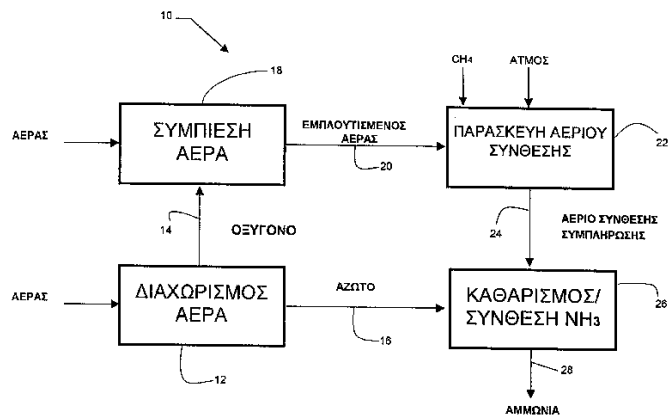 10
18
CH4
ΑΤΜΟΣ
ΑΕΡΑΣ
ΣΥΜΠΙΕΣΗ
ΑΕΡΑ
ΕΜΠΛΟΥΤΙΣΜΕΝΟΣ
ΑΕΡΑΣ
20
ΠΑΡΑΣΚΕΥΗ ΑΕΡΙΟΥ
ΣΥΝΘΕΣΗΣ
22
14
ΟΞΥΓΟΝΟ
24
ΑΕΡΙΟ ΣΥΝΘΕΣΗΣ
ΣΥΜΠΛΗΡΩΣΗΣ
ΑΕΡΑΣ
ΔΙΑΧΩΡΙΣΜΟΣ
ΑΕΡΑ
ΑΖΩΤΟ
16
ΚΑΘΑΡΙΣΜΟΣ/
ΣΥΝΘΕΣΗ NH3
26
12
28
ΑΜΜΩΝΙΑ